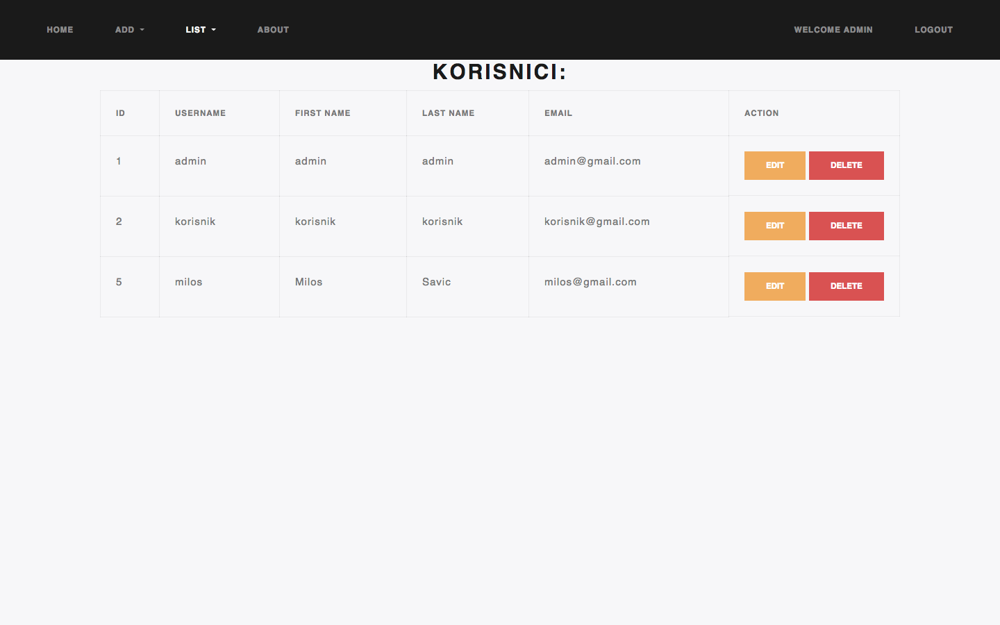 HOME ADD LIST ABOUT WELCOME ADMIN LOGOUT
KORISNICI:
ID USERNAME FIRST NAME LAST NAME EMAIL ACTION
1 admin admin admin admin@gmail.com EDIT DELETE
2 korisnik korisnik korisnik korisnik@gmail.com EDIT DELETE
5 milos Milos Savic milos@gmail.com EDIT DELETE